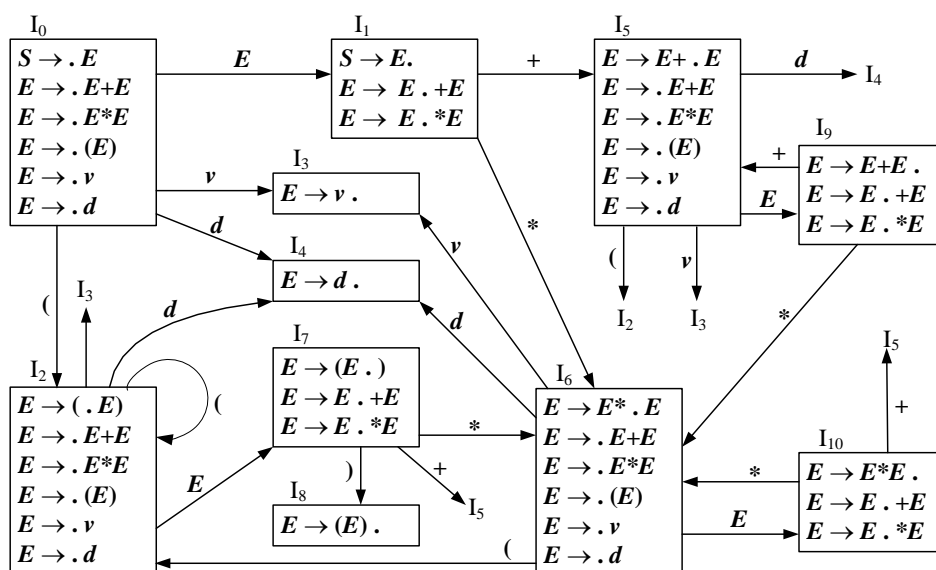 I0
S → . E
E → . E+E
E → . E*E
E → . (E)
E → . v
E → . d
E
I1
S → E.
E → E . +E
E → E . *E
+
I5
E → E+ . E
E → . E+E
E → . E*E
E → . (E)
E → . v
E → . d
d
I4
I9
E → E+E .
E → E . +E
E → E . *E
+
E
v
I3
E → v .
d
I4
E → d .
*
v
d
(
I2
v
I3
*
(
I3
d
I2
E → ( . E)
E → . E+E
E → . E*E
E → . (E)
E → . v
E → . d
(
E
I7
E → (E . )
E → E . +E
E → E . *E
*
)
+
I5
I8
E → (E) .
(
I6
E → E* . E
E → . E+E
E → . E*E
E → . (E)
E → . v
E → . d
*
E
I5
+
I10
E → E*E .
E → E . +E
E → E . *E